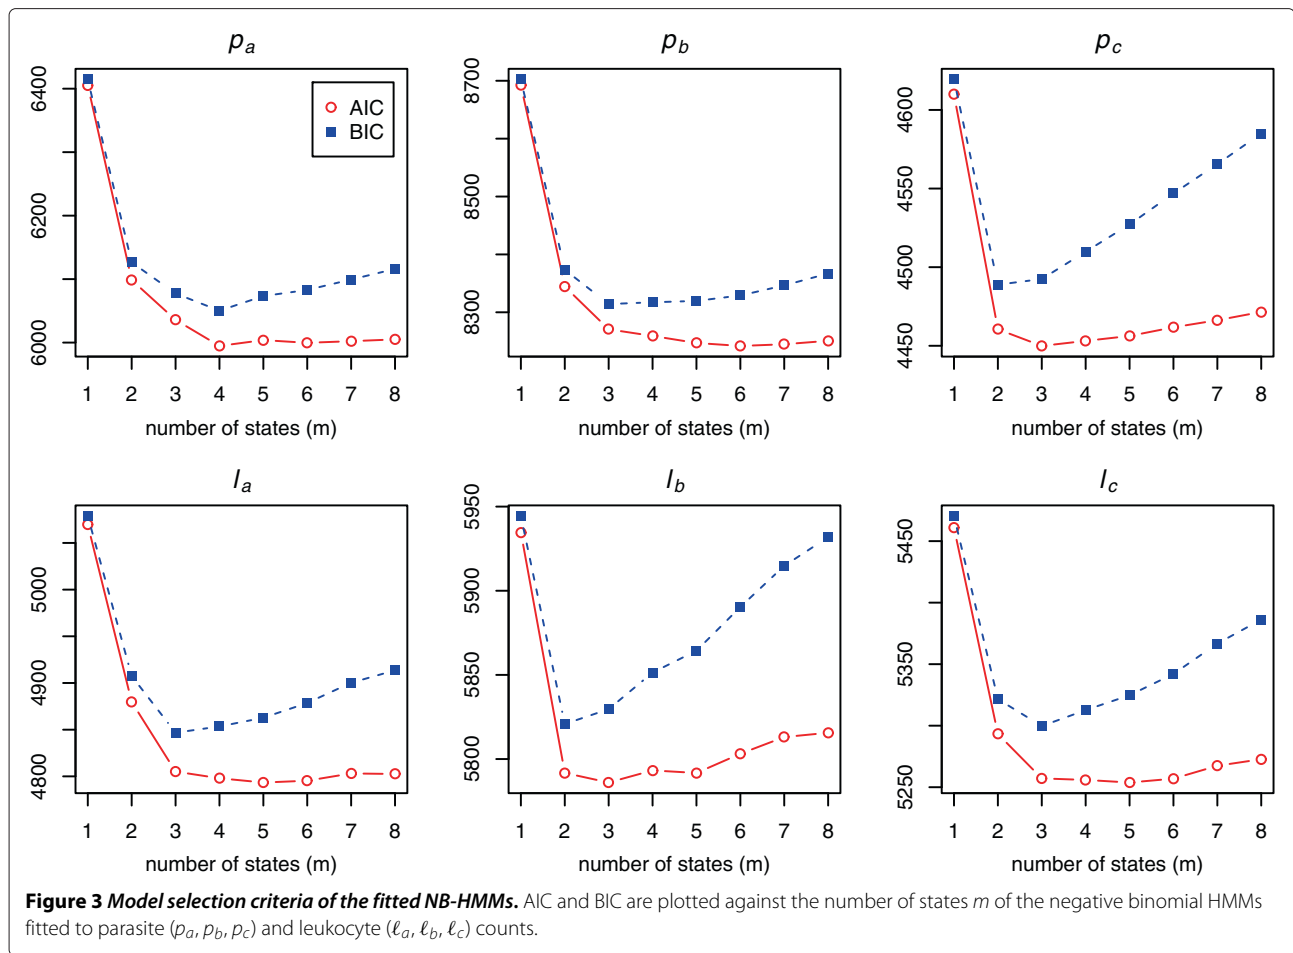 p_a
6400
6200
6000
AIC
BIC
1 2 3 4 5 6 7 8
number of states (m)
p_b
8700
8500
8300
1 2 3 4 5 6 7 8
number of states (m)
p_c
4600
4550
4500
4450
1 2 3 4 5 6 7 8
number of states (m)
l_a
5000
4900
4800
1 2 3 4 5 6 7 8
number of states (m)
l_b
5950
5900
5850
5800
1 2 3 4 5 6 7 8
number of states (m)
l_c
5450
5350
5250
1 2 3 4 5 6 7 8
number of states (m)
Figure 3 Model selection criteria of the fitted NB-HMMs. AIC and BIC are plotted against the number of states m of the negative binomial HMMs
fitted to parasite (p_a, p_b, p_c) and leukocyte (ℓ_a, ℓ_b, ℓ_c) counts.